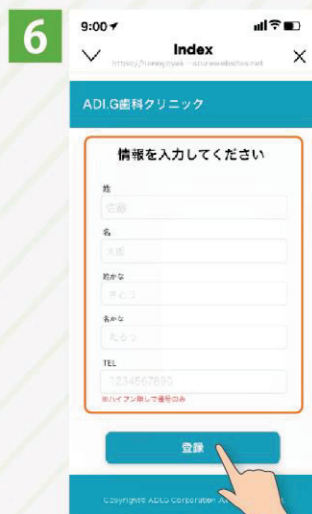 6
9:00
Index
ADI.G歯科クリニック
情報を入力してください
姓
佐藤
名
太郎
姓かな
さとう
名かな
たろう
TEL
1234567890
※ハイフン無しで番号のみ
登録